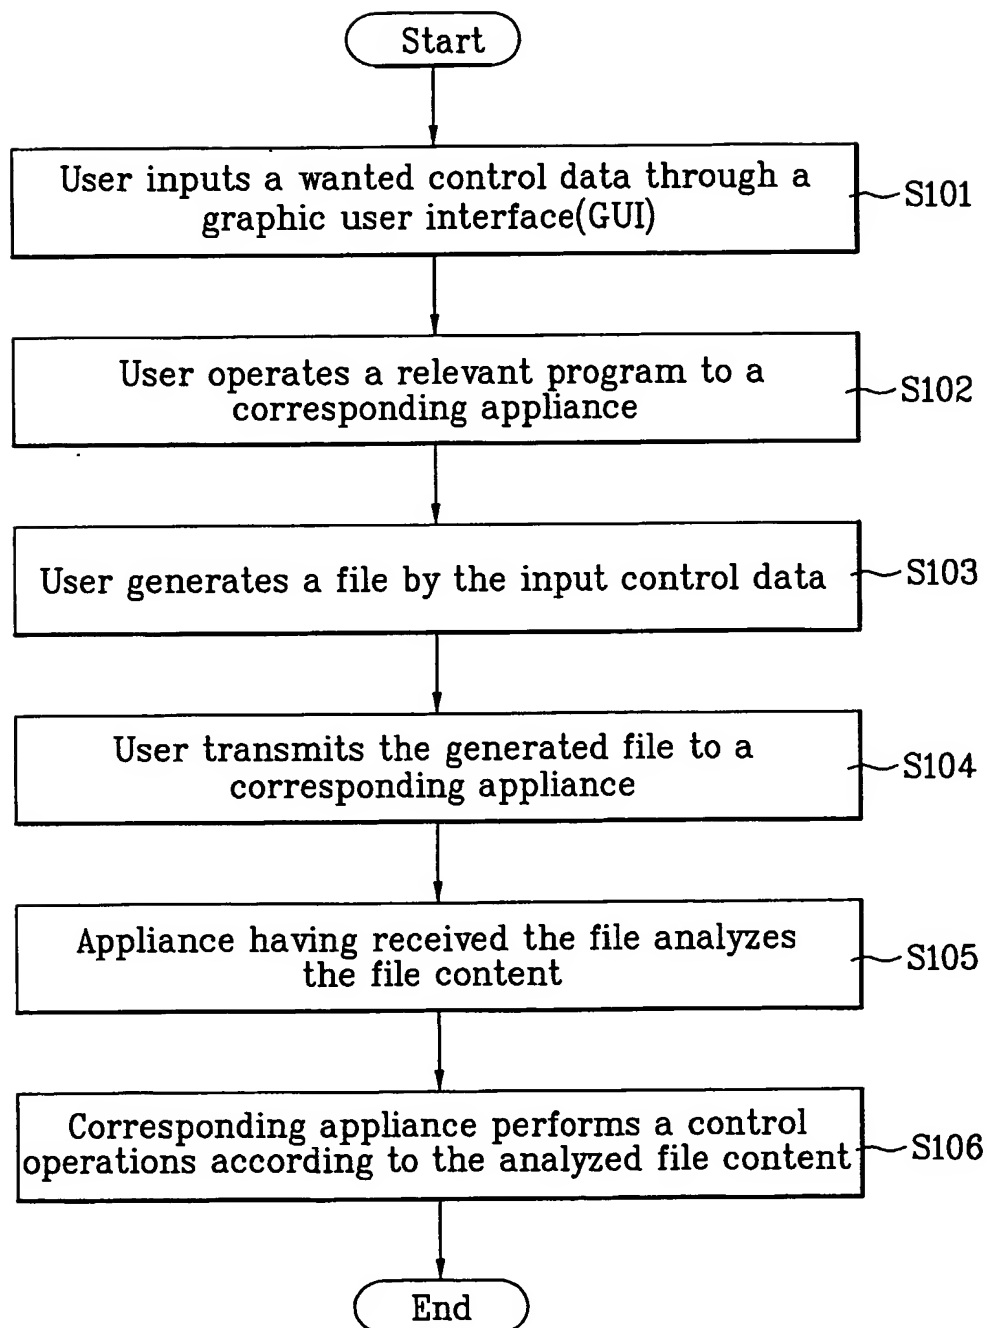 Start
User inputs a wanted control data through a
graphic user interface(GUI)
S101
User operates a relevant program to a
corresponding appliance
S102
User generates a file by the input control data
S103
User transmits the generated file to a
corresponding appliance
S104
Appliance having received the file analyzes
the file content
S105
Corresponding appliance performs a control
operations according to the analyzed file content
S106
End